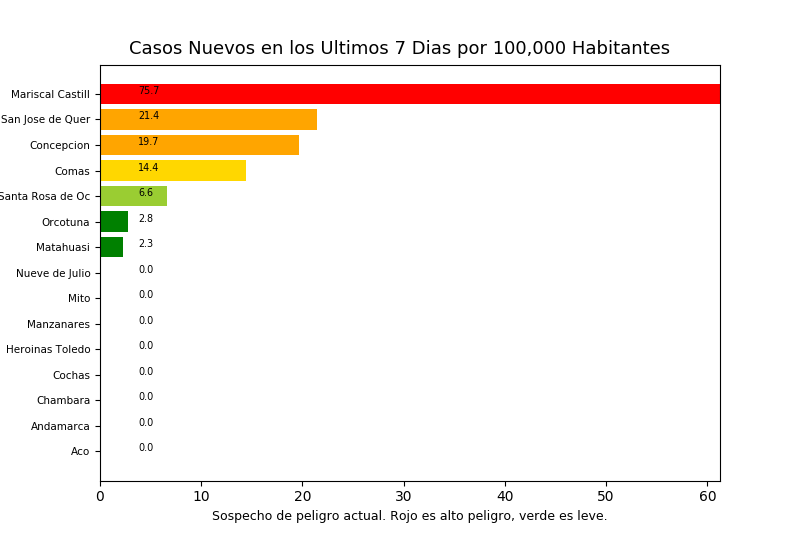 Casos Nuevos en los Ultimos 7 Dias por 100,000 Habitantes
Mariscal Castill 75.7
San Jose de Quer 21.4
Concepcion 19.7
Comas 14.4
Santa Rosa de Oc 6.6
Orcotuna 2.8
Matahuasi 2.3
Nueve de Julio 0.0
Mito 0.0
Manzanares 0.0
Heroinas Toledo 0.0
Cochas 0.0
Chambara 0.0
Andamarca 0.0
Aco 0.0
0 10 20 30 40 50 60
Sospecho de peligro actual. Rojo es alto peligro, verde es leve.